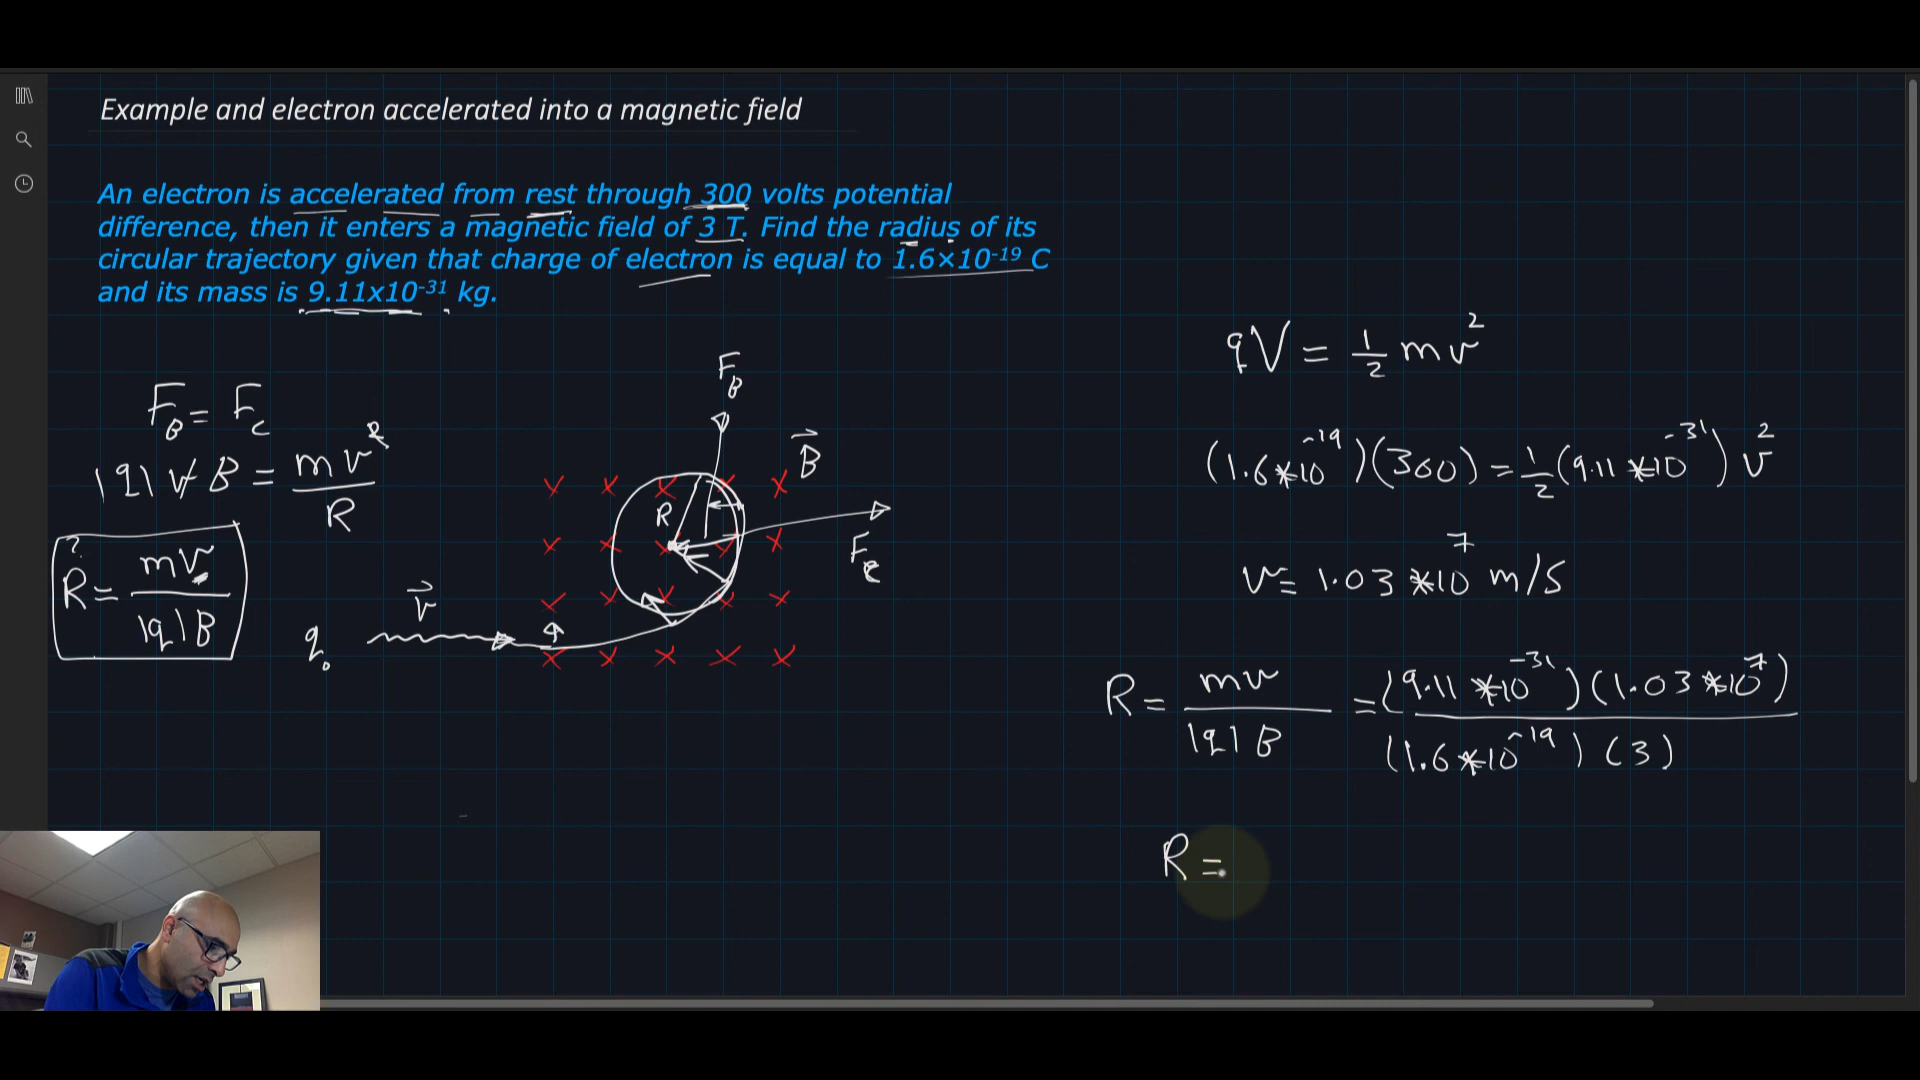 Example and electron accelerated into a magnetic field
An electron is accelerated from rest through 300 volts potential
difference, then it enters a magnetic field of 3 T. Find the radius of its
circular trajectory given that charge of electron is equal to 1.6×10⁻¹⁹ C
and its mass is 9.11x10⁻³¹ kg.
F_B = F_c
|q| v B = mv² / R
?
R = mv / |q| B
q
v⃗
F_B
B⃗
R
F_c
qV = 1/2 mv²
(1.6*10⁻¹⁹)(300) = 1/2 (9.11*10⁻³¹) v²
v = 1.03*10⁷ m/s
R = mv / |q| B = (9.11*10⁻³¹)(1.03*10⁷) / (1.6*10⁻¹⁹)(3)
R =